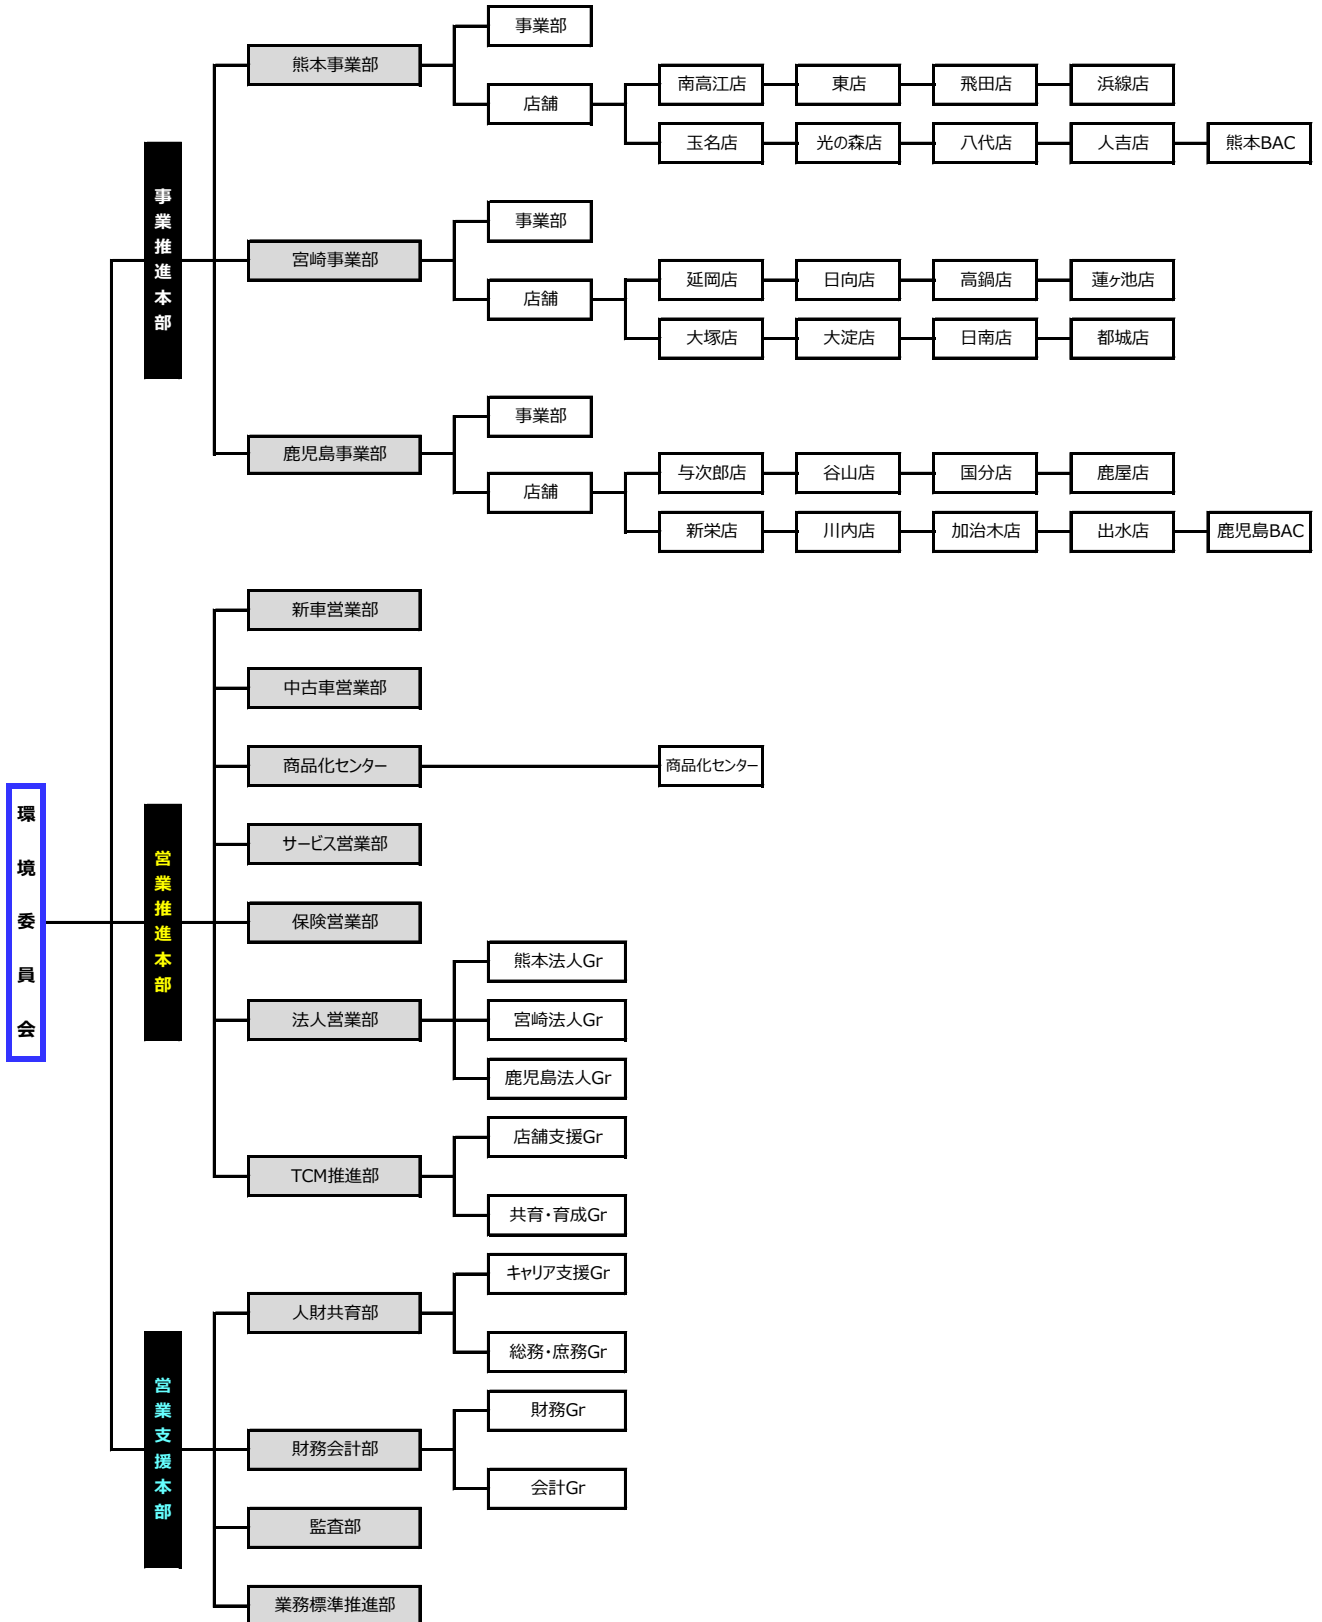 環境委員会
事業推進本部
熊本事業部
事業部
店舗
南高江店
東店
飛田店
浜線店
玉名店
光の森店
八代店
人吉店
熊本BAC
宮崎事業部
事業部
店舗
延岡店
日向店
高鍋店
蓮ヶ池店
大塚店
大淀店
日南店
都城店
鹿児島事業部
事業部
店舗
与次郎店
谷山店
国分店
鹿屋店
新栄店
川内店
加治木店
出水店
鹿児島BAC
営業推進本部
新車営業部
中古車営業部
商品化センター
商品化センター
サービス営業部
保険営業部
法人営業部
熊本法人Gr
宮崎法人Gr
鹿児島法人Gr
TCM推進部
店舗支援Gr
共育・育成Gr
営業支援本部
人財共育部
キャリア支援Gr
総務・庶務Gr
財務会計部
財務Gr
会計Gr
監査部
業務標準推進部